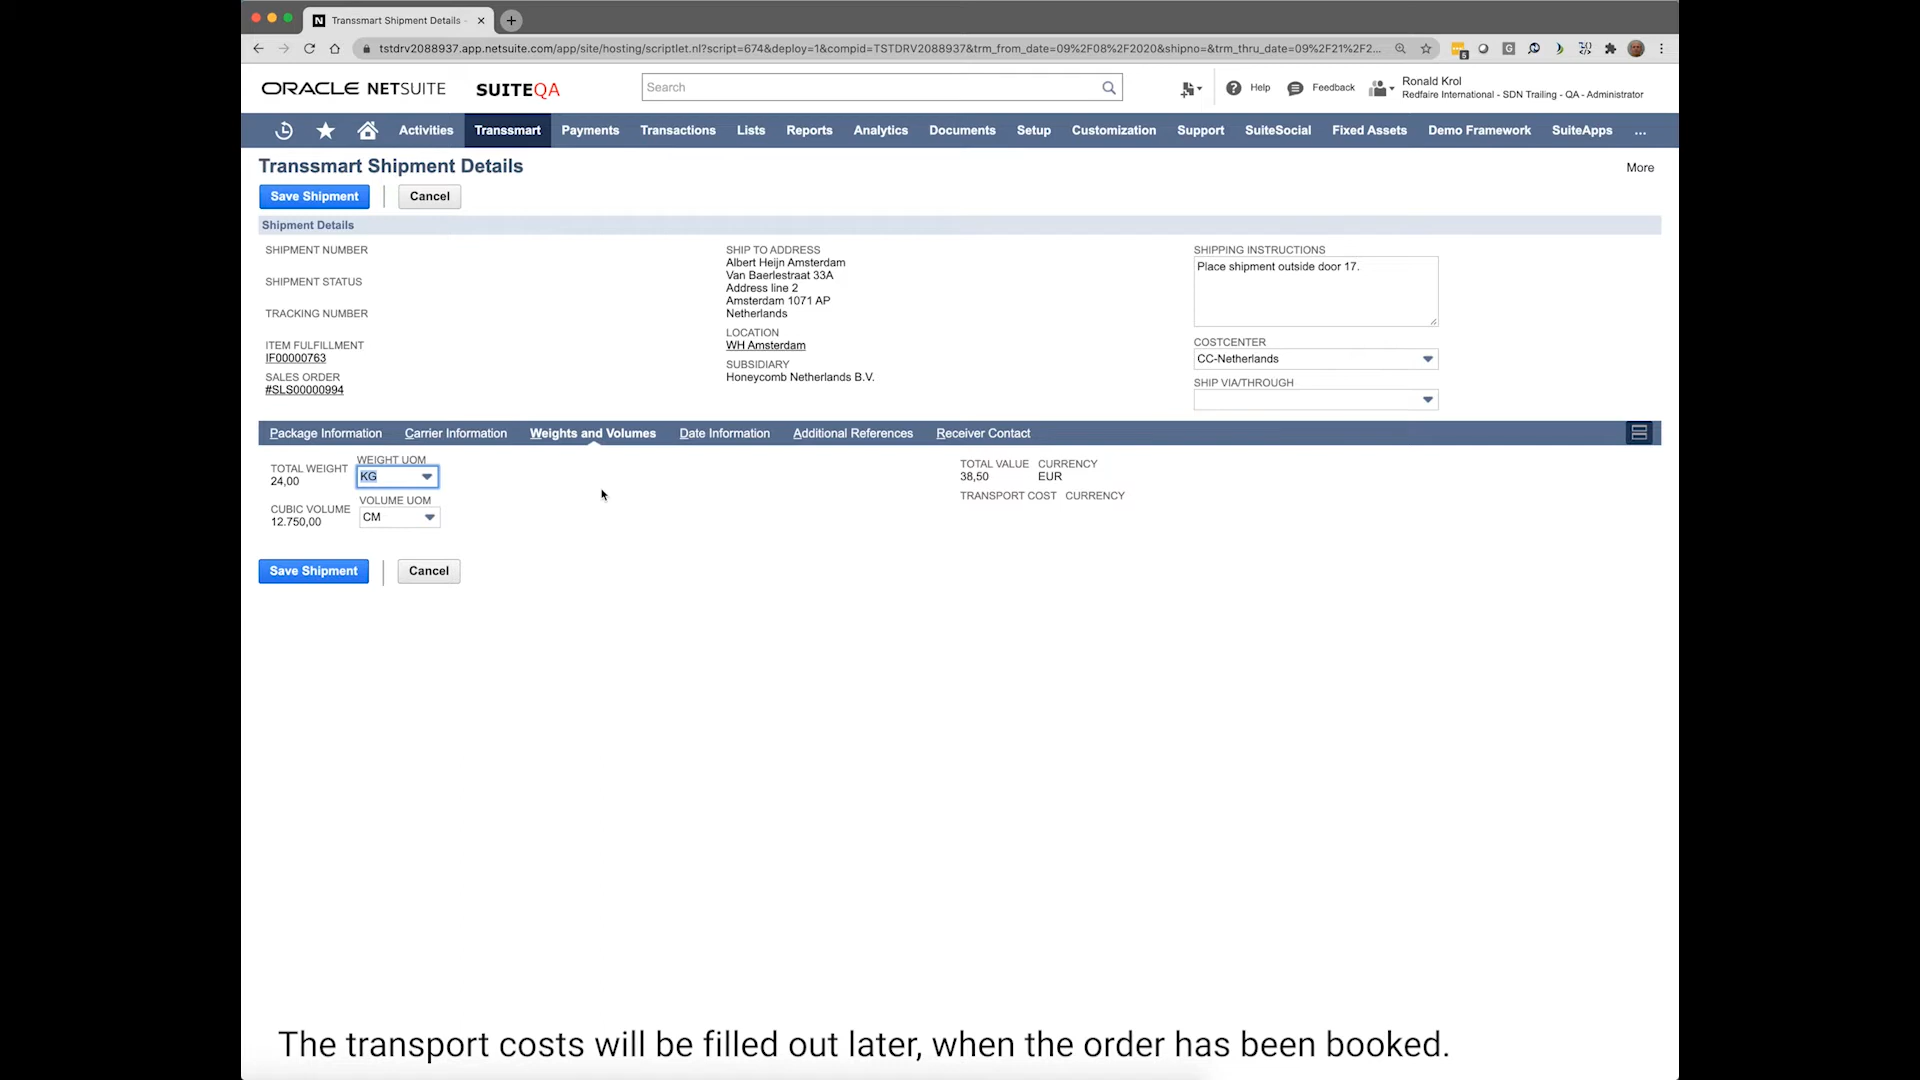 Transsmart Shipment Details
tstdrv2088937.app.netsuite.com/app/site/hosting/scriptlet.nl?script=674&deploy=1&compid=TSTDRV2088937&trm_from_date=09%2F08%2F2020&shipno=&trm_thru_date=09%2F21%2F2...
ORACLE NETSUITE
SUITEQA
Search
Help
Feedback
Ronald Krol
Redfaire International - SDN Trailing - QA - Administrator
Activities
Transsmart
Payments
Transactions
Lists
Reports
Analytics
Documents
Setup
Customization
Support
SuiteSocial
Fixed Assets
Demo Framework
SuiteApps
...
Transsmart Shipment Details
More
Save Shipment
Cancel
Shipment Details
SHIPMENT NUMBER
SHIPMENT STATUS
TRACKING NUMBER
ITEM FULFILLMENT
IF00000763
SALES ORDER
#SLS00000994
SHIP TO ADDRESS
Albert Heijn Amsterdam
Van Baerlestraat 33A
Address line 2
Amsterdam 1071 AP
Netherlands
LOCATION
WH Amsterdam
SUBSIDIARY
Honeycomb Netherlands B.V.
SHIPPING INSTRUCTIONS
Place shipment outside door 17.
COSTCENTER
CC-Netherlands
SHIP VIA/THROUGH
Package Information
Carrier Information
Weights and Volumes
Date Information
Additional References
Receiver Contact
TOTAL WEIGHT
24,00
WEIGHT UOM
KG
CUBIC VOLUME
12.750,00
VOLUME UOM
CM
TOTAL VALUE
38,50
CURRENCY
EUR
TRANSPORT COST
CURRENCY
Save Shipment
Cancel
The transport costs will be filled out later, when the order has been booked.